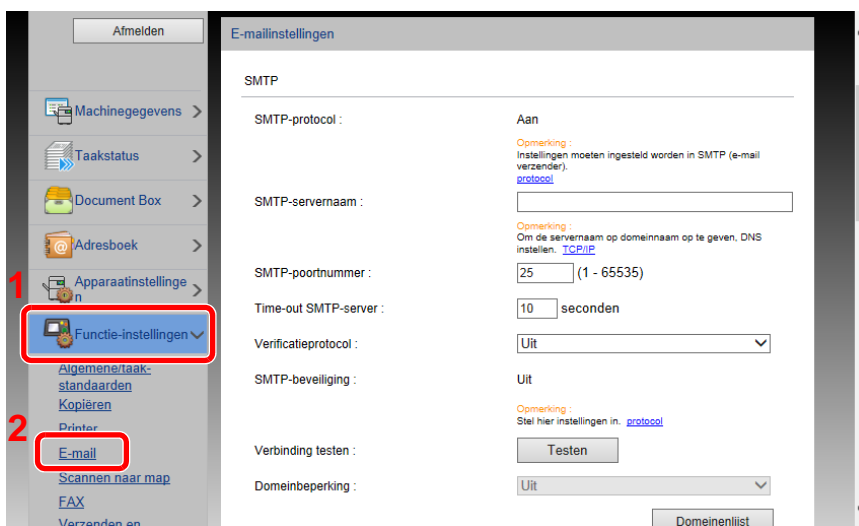 Afmelden
Machinegegevens
Taakstatus
Document Box
Adresboek
1
Apparaatinstellinge
n
Functie-instellingen
Algemene/taak-
standaarden
Kopiëren
Printer
2
E-mail
Scannen naar map
FAX
Verzenden en
E-mailinstellingen
SMTP
SMTP-protocol : Aan
Opmerking :
Instellingen moeten ingesteld worden in SMTP (e-mail
verzender).
protocol
SMTP-servernaam :
Opmerking :
Om de servernaam op domeinnaam op te geven, DNS
instellen. TCP/IP
SMTP-poortnummer : 25 (1 - 65535)
Time-out SMTP-server : 10 seconden
Verificatieprotocol : Uit
SMTP-beveiliging : Uit
Opmerking :
Stel hier instellingen in. protocol
Verbinding testen : Testen
Domeinbeperking : Uit
Domeinenlijst